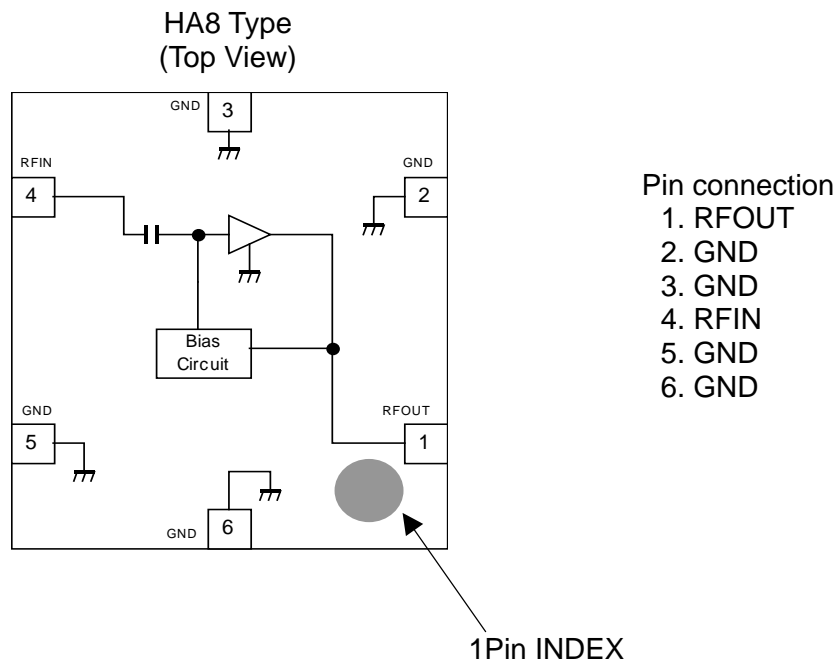 HA8 Type
(Top View)
GND
3
RFIN
4
GND
2
Bias
Circuit
GND
5
RFOUT
1
GND
6
1Pin INDEX
Pin connection
1. RFOUT
2. GND
3. GND
4. RFIN
5. GND
6. GND